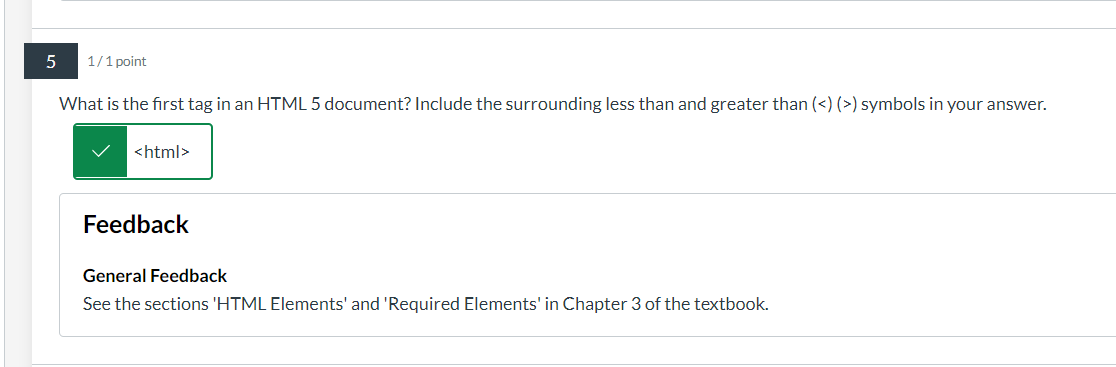 5
1 / 1 point
What is the first tag in an HTML 5 document? Include the surrounding less than and greater than (<) (>) symbols in your answer.
<html>
Feedback
General Feedback
See the sections 'HTML Elements' and 'Required Elements' in Chapter 3 of the textbook.